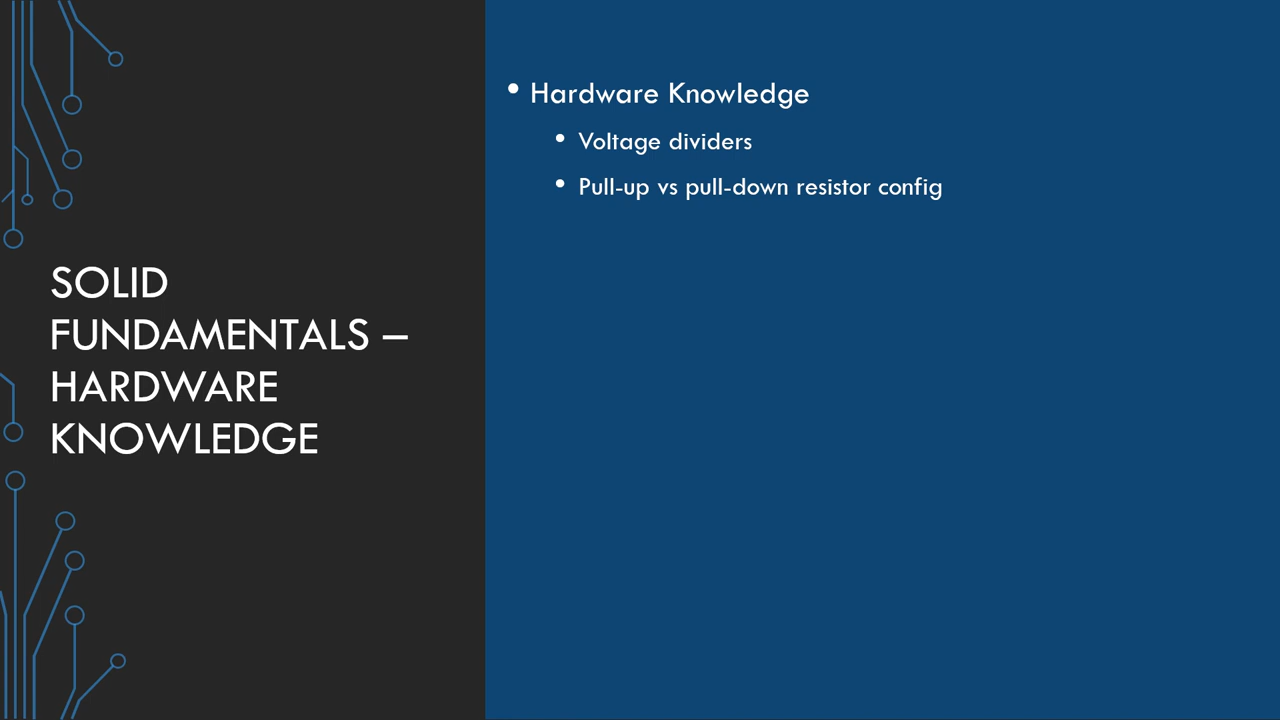 SOLID
FUNDAMENTALS –
HARDWARE
KNOWLEDGE
• Hardware Knowledge
• Voltage dividers
• Pull-up vs pull-down resistor config